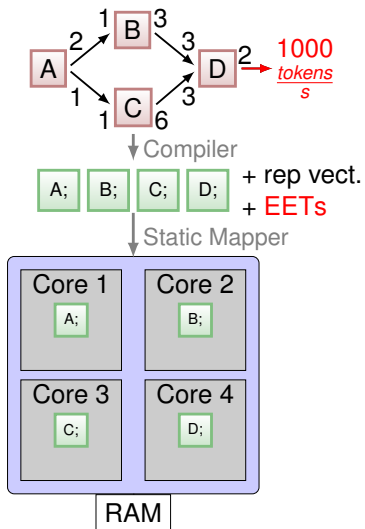 1 B 3
2 3 1000
A D 2 tokens
1 3 s
1 C 6
Compiler
A; B; C; D; + rep vect.
+ EETs
Static Mapper
Core 1 Core 2
A; B;
Core 3 Core 4
C; D;
RAM